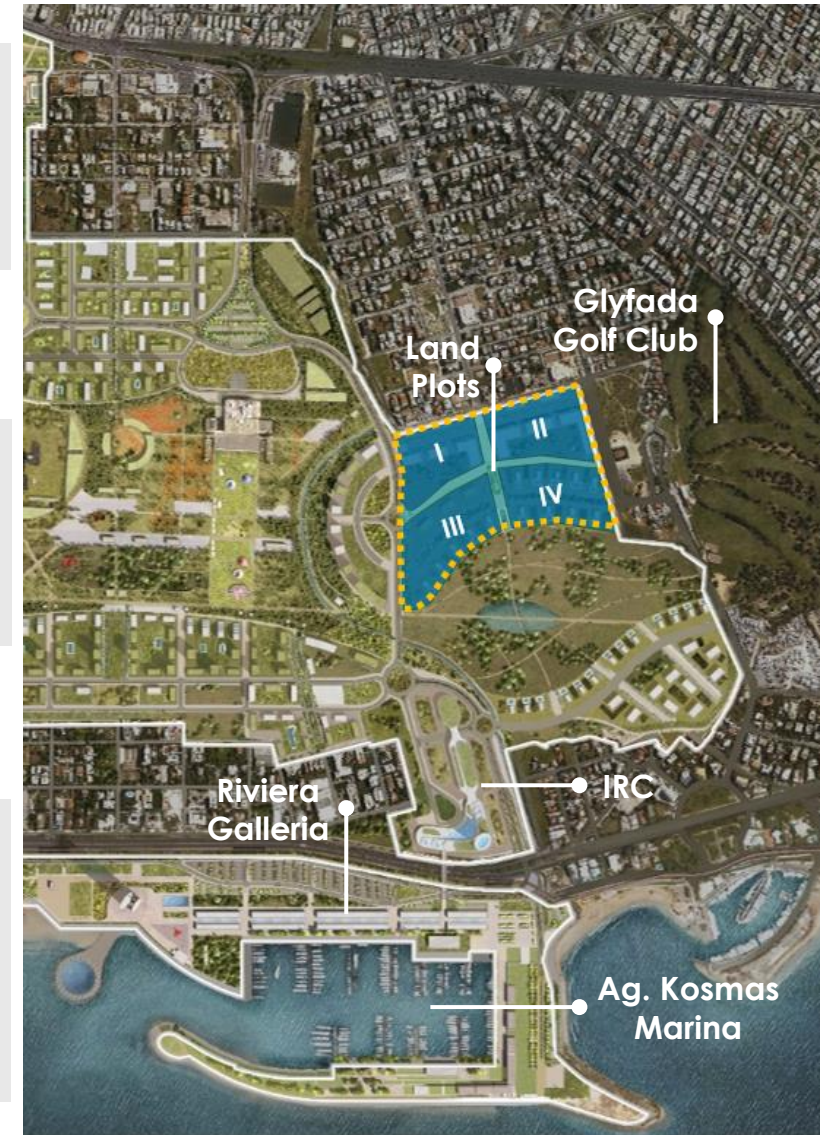 Glyfada
Golf Club
Land
Plots
I
II
III
IV
Riviera
Galleria
IRC
Ag. Kosmas
Marina